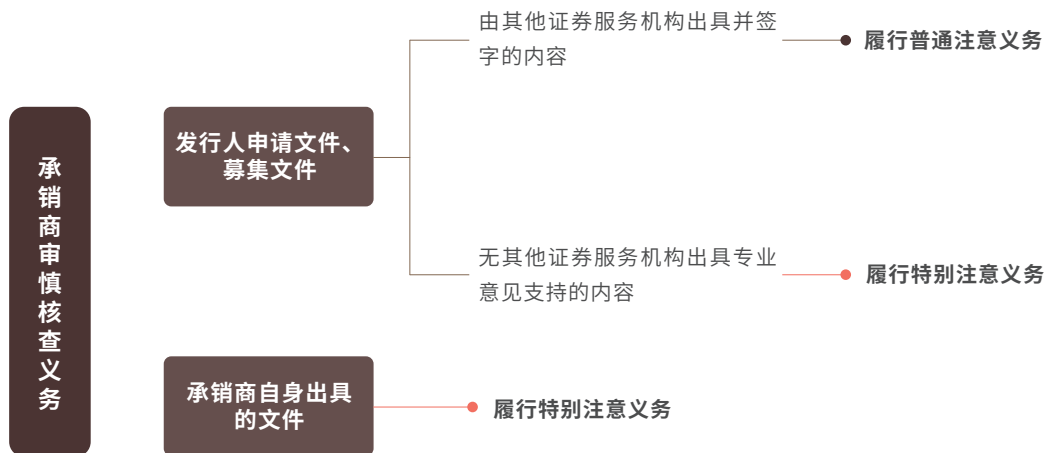 承销商审慎核查义务
发行人申请文件、
募集文件
由其他证券服务机构出具并签
字的内容
履行普通注意义务
无其他证券服务机构出具专业
意见支持的内容
履行特别注意义务
承销商自身出具
的文件
履行特别注意义务